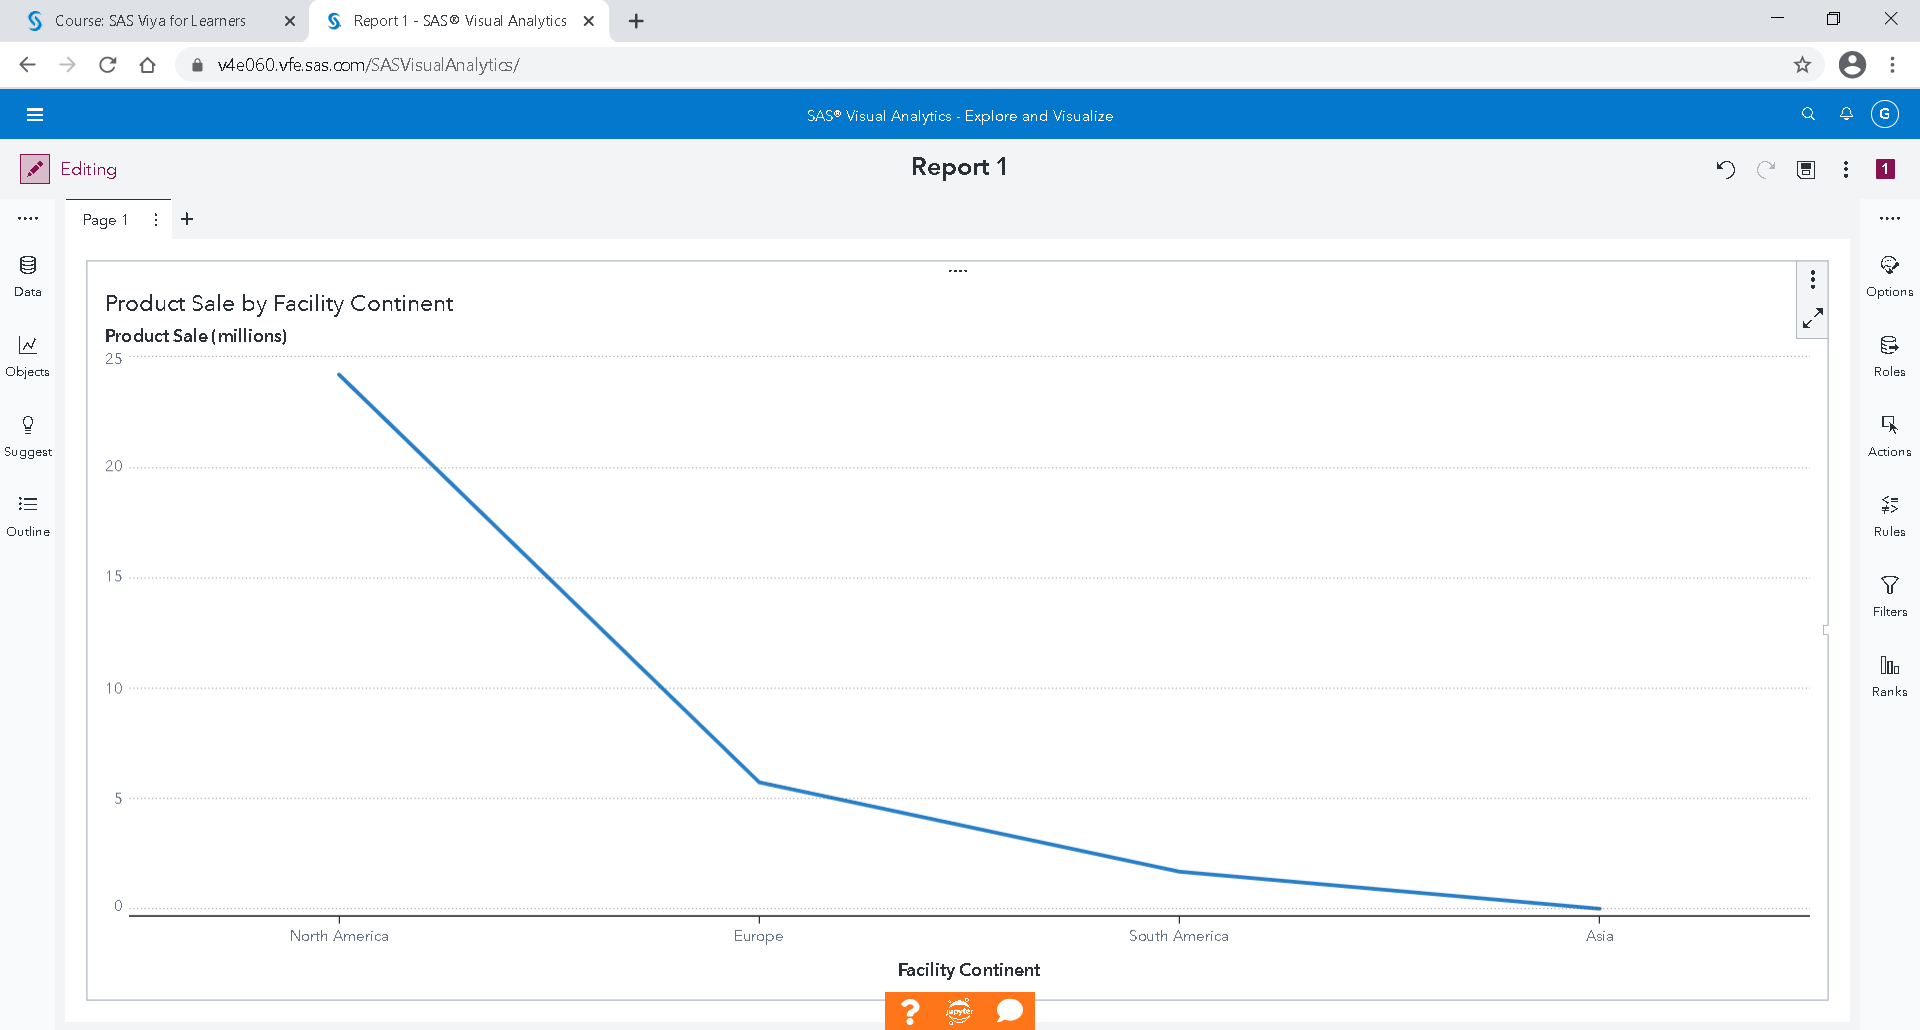 Course: SAS Viya for Learners
Report 1 - SAS® Visual Analytics
v4e060.vfe.sas.com/SASVisualAnalytics/
SAS® Visual Analytics - Explore and Visualize
G
Editing
Report 1
1
Page 1
Data
Objects
Suggest
Outline
Product Sale by Facility Continent
Product Sale (millions)
25
20
15
10
5
0
North America
Europe
South America
Asia
Facility Continent
Options
Roles
Actions
Rules
Filters
Ranks
?
jupyter